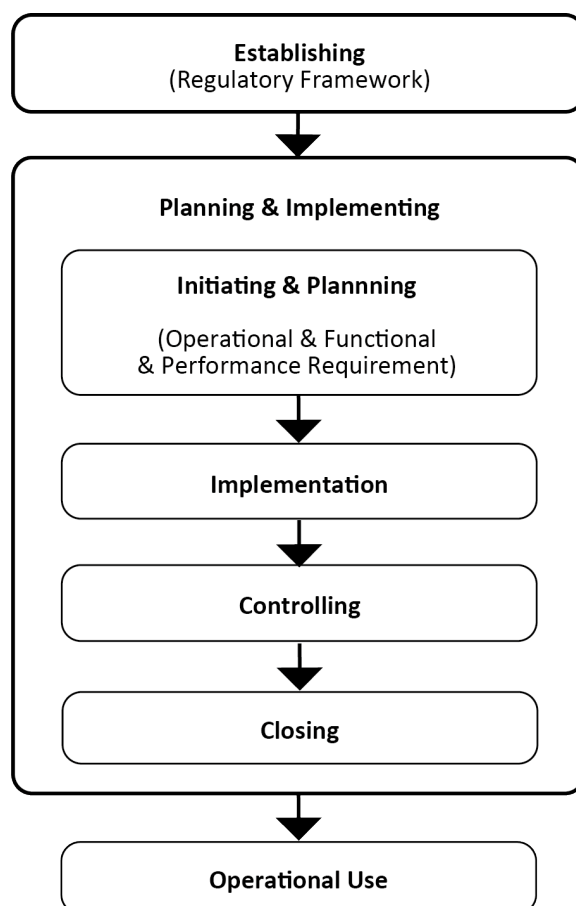 Establishing
(Regulatory Framework)
Planning & Implementing
Initiating & Plannning
(Operational & Functional
& Performance Requirement)
Implementation
Controlling
Closing
Operational Use